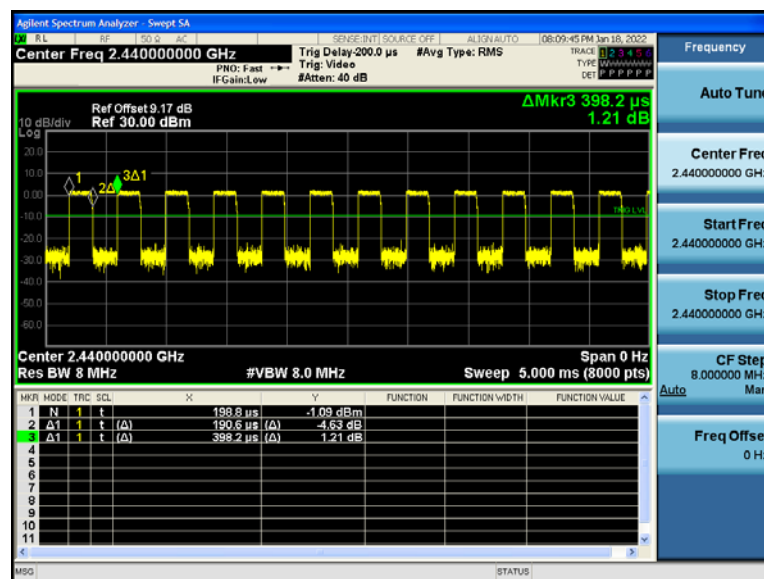 Agilent Spectrum Analyzer - Swept SA
RL RF 50 Ω AC SENSE:INT SOURCE OFF ALIGN AUTO 08:09:45 PM Jan 18, 2022
Center Freq 2.440000000 GHz
PNO: Fast
IFGain:Low
Trig Delay-200.0 µs
Trig: Video
#Atten: 40 dB
#Avg Type: RMS
TRACE 1 2 3 4 5 6
TYPE
DET P P P P P P
Ref Offset 9.17 dB
10 dB/div Ref 30.00 dBm
Log
ΔMkr3 398.2 µs
1.21 dB
20.0
10.0
0.00
-10.0
-20.0
-30.0
-40.0
-50.0
-60.0
1
2Δ
3Δ1
TRIG LVL
Center 2.440000000 GHz Span 0 Hz
Res BW 8 MHz #VBW 8.0 MHz Sweep 5.000 ms (8000 pts)
MKR MODE TRC SCL X Y FUNCTION FUNCTION WIDTH FUNCTION VALUE
1 N 1 t 198.8 µs -1.09 dBm
2 Δ1 1 t (Δ) 190.6 µs (Δ) -4.63 dB
3 Δ1 1 t (Δ) 398.2 µs (Δ) 1.21 dB
4
5
6
7
8
9
10
11
MSG STATUS
Frequency
Auto Tune
Center Freq
2.440000000 GHz
Start Freq
2.440000000 GHz
Stop Freq
2.440000000 GHz
CF Step
8.000000 MHz
Auto Man
Freq Offset
0 Hz